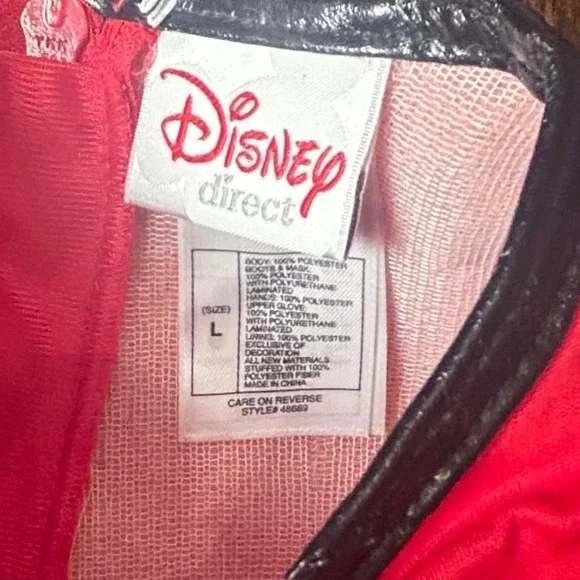 Disney
direct
(SIZE)
L
BODY: 100% POLYESTER
BOOTS & MASK:
100% POLYESTER
WITH POLYURETHANE
LAMINATED
HANDS: 100% POLYESTER
UPPER GLOVE:
100% POLYESTER
WITH POLYURETHANE
LAMINATED
LINING: 100% POLYESTER
EXCLUSIVE OF
DECORATION
ALL NEW MATERIALS
STUFFED WITH 100%
POLYESTER FIBER
MADE IN CHINA
CARE ON REVERSE
STYLE# 48689